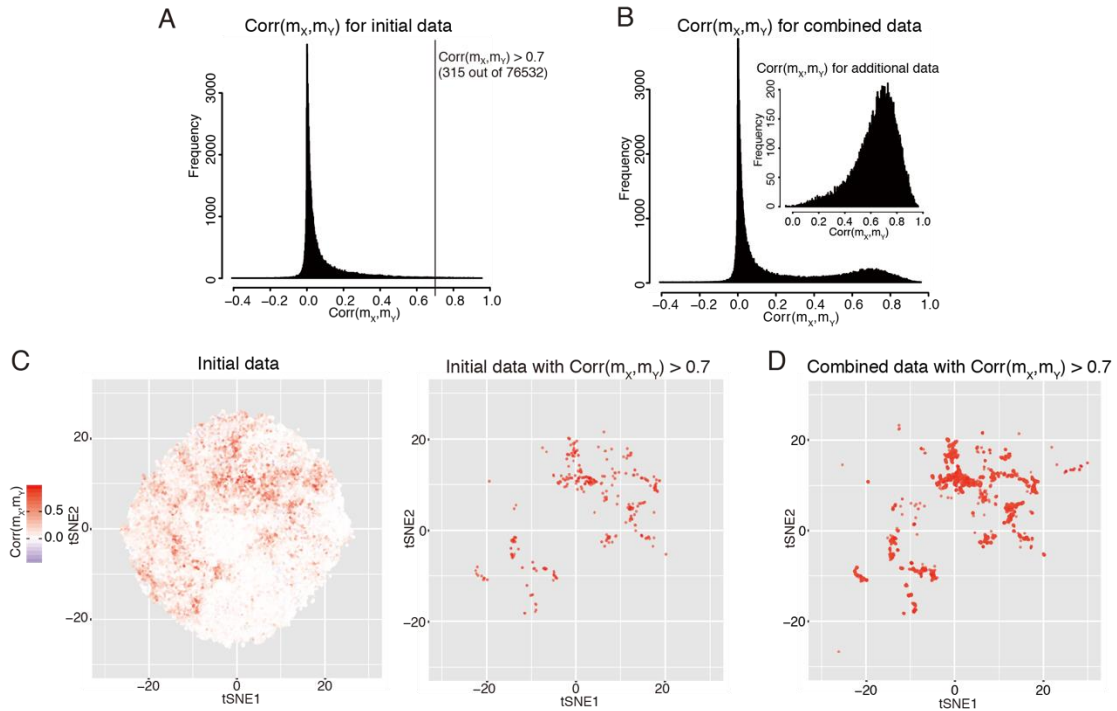 A
Corr(mX,mY) for initial data
Corr(mX,mY) > 0.7
(315 out of 76532)
Frequency
0
1000
2000
3000
−0.4 −0.2 0.0 0.2 0.4 0.6 0.8 1.0
Corr(mX,mY)
B
Corr(mX,mY) for combined data
Frequency
0
1000
2000
3000
−0.4 −0.2 0.0 0.2 0.4 0.6 0.8 1.0
Corr(mX,mY)
Corr(mX,mY) for additional data
Frequency
0 50 100 150 200
0.0 0.2 0.4 0.6 0.8 1.0
Corr(mX,mY)
C
Initial data
Corr(mX,mY)
0.5
0.0
tSNE2
20
0
−20
−20 0 20
tSNE1
Initial data with Corr(mX,mY) > 0.7
tSNE2
20
0
−20
−20 0 20
tSNE1
D
Combined data with Corr(mX,mY) > 0.7
tSNE2
20
0
−20
−20 0 20
tSNE1